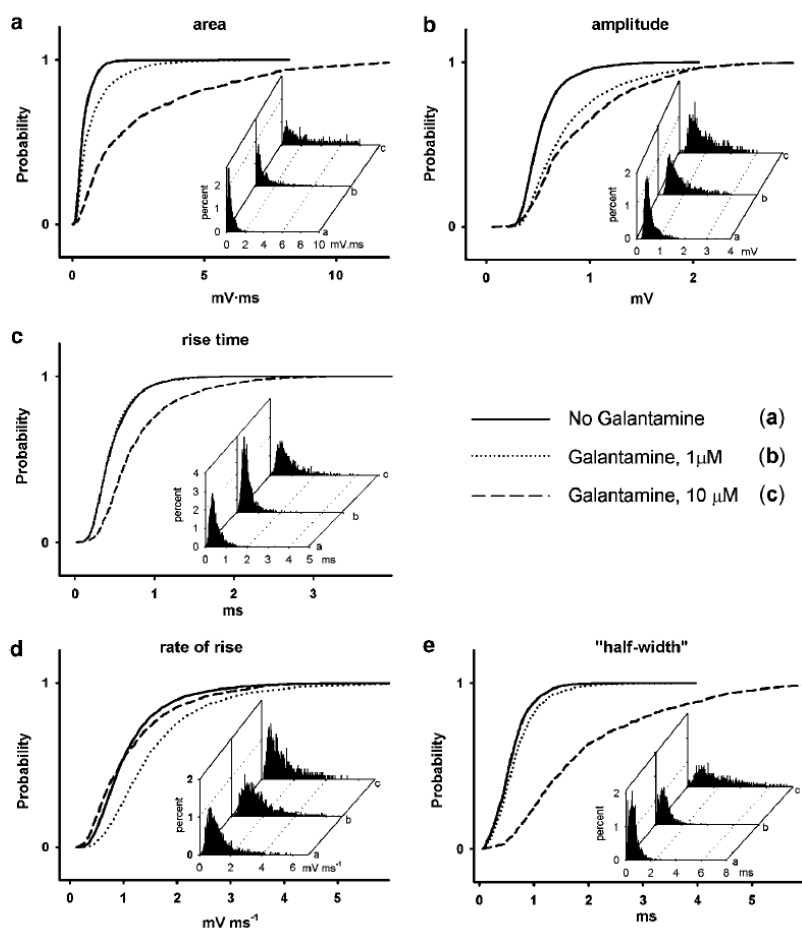 a
area
Probability
1
0
0
5
10
mV·ms
percent
2
1
0
0 2 4 6 8 10 mV.ms
a
b
c
b
amplitude
Probability
1
0
0
1
2
mV
percent
2
1
0
0 1 2 3 4 mV
a
b
c
c
rise time
Probability
1
0
0
1
2
3
ms
percent
4
3
2
1
0
0 1 2 3 4 5 ms
a
b
c
No Galantamine (a)
Galantamine, 1μM (b)
Galantamine, 10 μM (c)
d
rate of rise
Probability
1
0
0
1
2
3
4
5
mV ms-1
percent
2
1
0
0 2 4 6 mV ms-1
a
b
c
e
"half-width"
Probability
1
0
0
1
2
3
4
5
ms
percent
2
1
0
0 2 4 6 8 ms
a
b
c